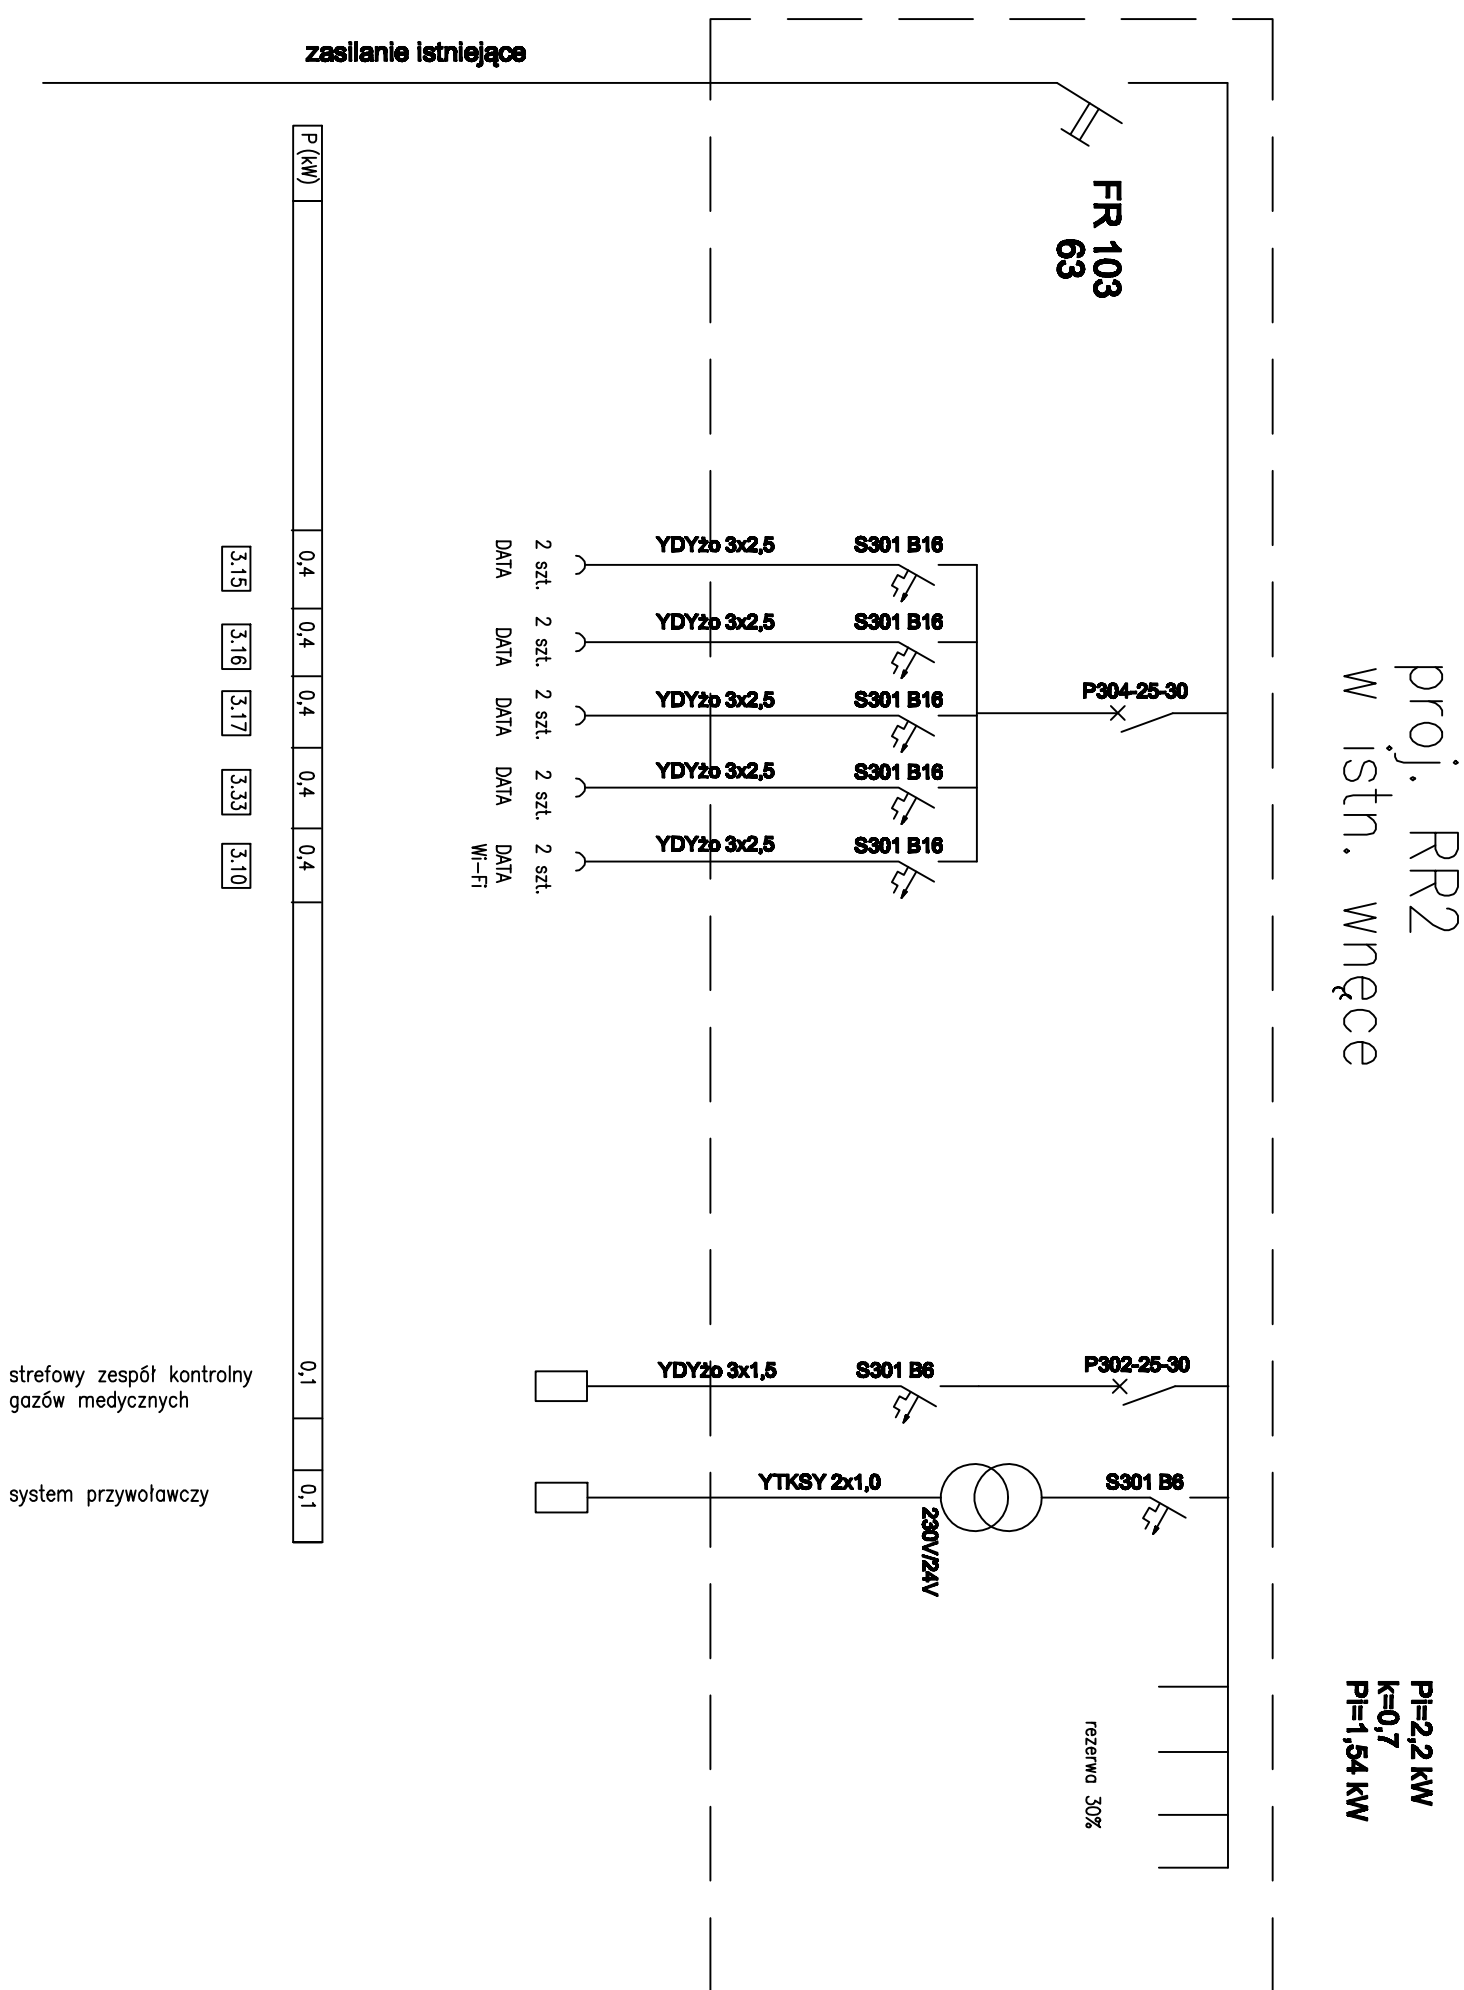 zasilanie istniejące
FR 103
63
proj. RR2
w istn. wnęce
Pi=2,2 kW
k=0,7
Pi=1,54 kW
P304-25-30
S301 B16
YDYżo 3x2,5
2 szt.
DATA
S301 B16
YDYżo 3x2,5
2 szt.
DATA
S301 B16
YDYżo 3x2,5
2 szt.
DATA
S301 B16
YDYżo 3x2,5
2 szt.
DATA
S301 B16
YDYżo 3x2,5
2 szt.
DATA
Wi-Fi
P302-25-30
S301 B6
YDYżo 3x1,5
S301 B6
230V/24V
YTKSY 2x1,0
rezerwa 30%
P(kW)
0,4
0,4
0,4
0,4
0,4
0,1
0,1
3.15
3.16
3.17
3.33
3.10
strefowy zespół kontrolny
gazów medycznych
system przywoławczy